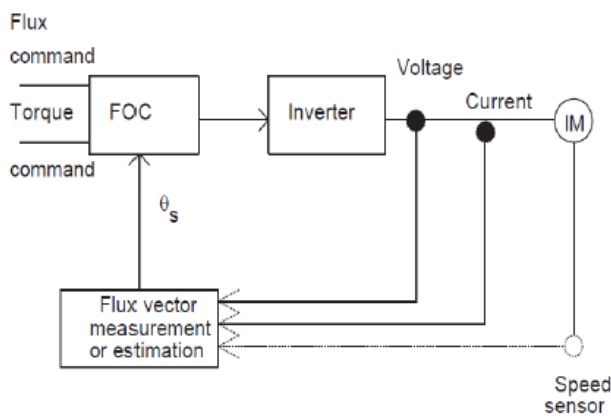 Flux
command
Torque
command
FOC
Inverter
Voltage
Current
IM
θs
Flux vector
measurement
or estimation
Speed
sensor